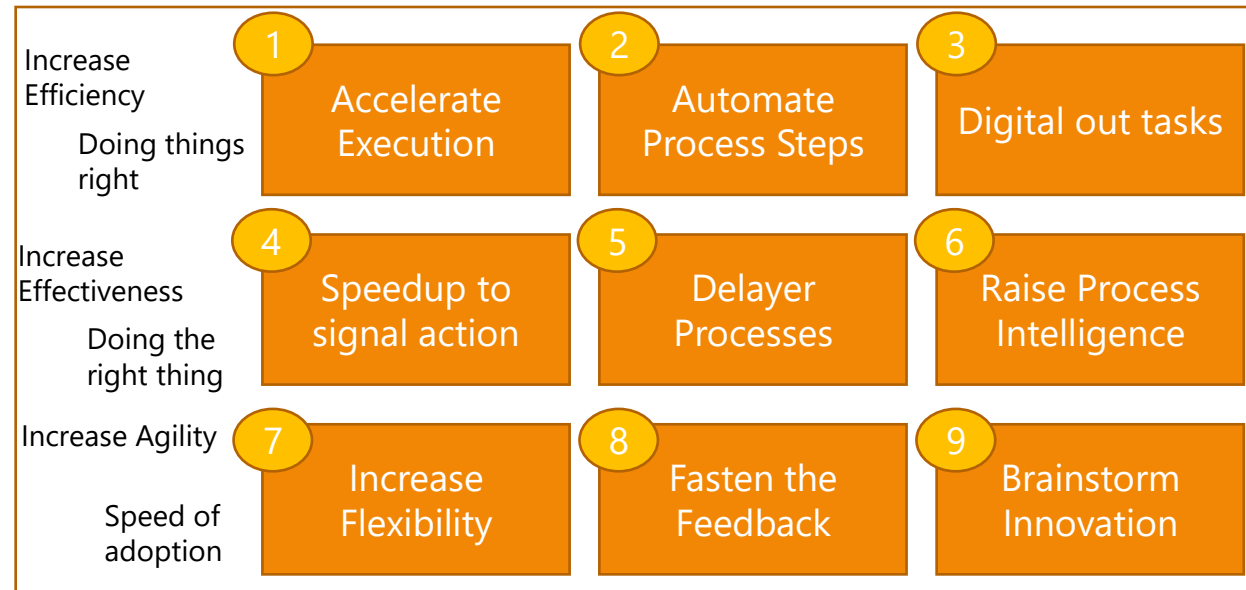 Increase
Efficiency
Doing things
right
1
Accelerate
Execution
2
Automate
Process Steps
3
Digital out tasks
Increase
Effectiveness
Doing the
right thing
4
Speedup to
signal action
5
Delayer
Processes
6
Raise Process
Intelligence
Increase Agility
Speed of
adoption
7
Increase
Flexibility
8
Fasten the
Feedback
9
Brainstorm
Innovation